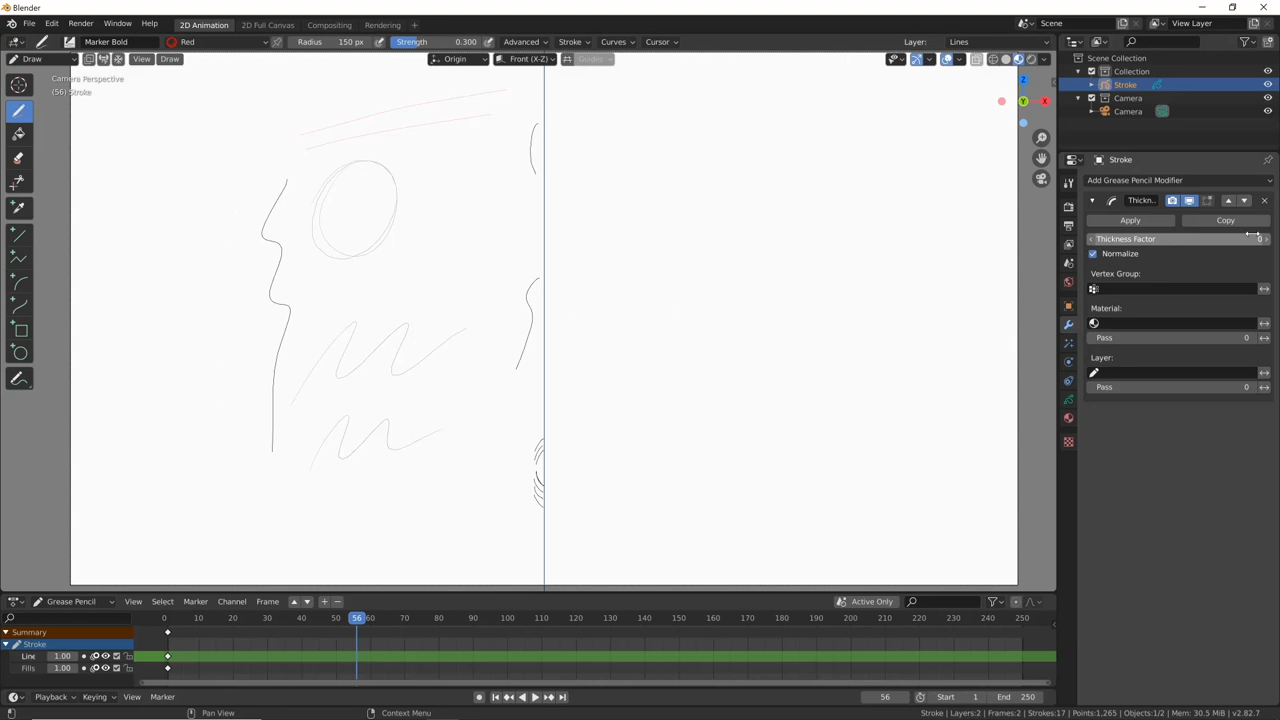 Blender
File Edit Render Window Help 2D Animation 2D Full Canvas Compositing Rendering + Scene View Layer
Marker Bold Red Radius 150 px Strength 0.300 Advanced Stroke Curves Cursor Layer: Lines
Draw View Draw Origin Front (X-Z) Guides
Scene Collection
Collection
Stroke
Camera
Camera
Camera Perspective
(56) Stroke
Z
Y
X
Stroke
Add Grease Pencil Modifier
Thickn..
Apply Copy
Thickness Factor 0
Normalize
Vertex Group:
Material:
Pass 0
Layer:
Pass 0
Grease Pencil View Select Marker Channel Frame Active Only
0 10 20 30 40 50 56 60 70 80 90 100 110 120 130 140 150 160 170 180 190 200 210 220 230 240 250
Summary
Stroke
Line 1.00
Fills 1.00
Playback Keying View Marker 56 Start 1 End 250
Select Pan View Context Menu Stroke | Layers:2 | Frames:2 | Strokes:17 | Points:1,265 | Objects:1/2 | Mem: 30.5 MiB | v2.82.7